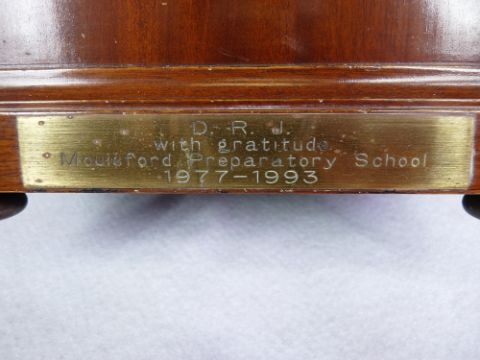 D. R. J.
with gratitude
Moulsford Preparatory School
1977-1993